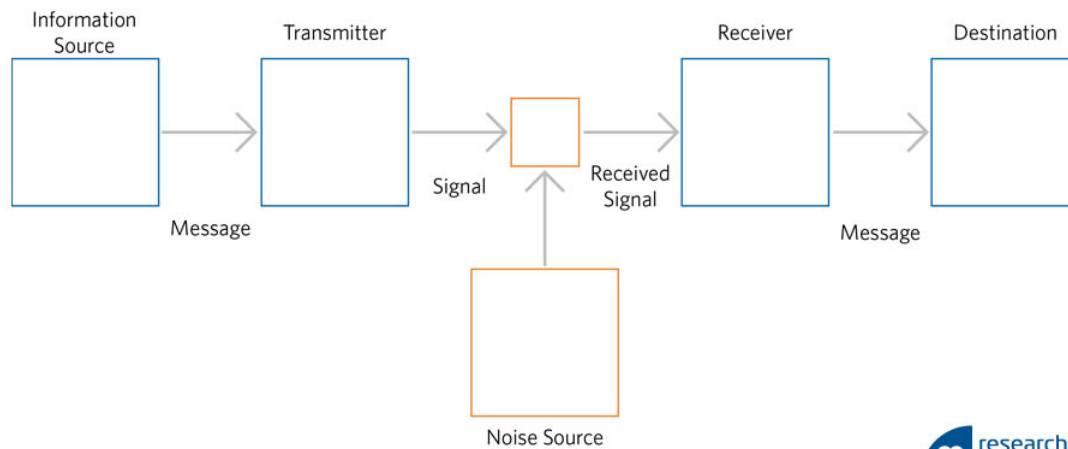 Information
Source
Transmitter
Receiver
Destination
Signal
Received
Signal
Message
Message
Noise Source
research